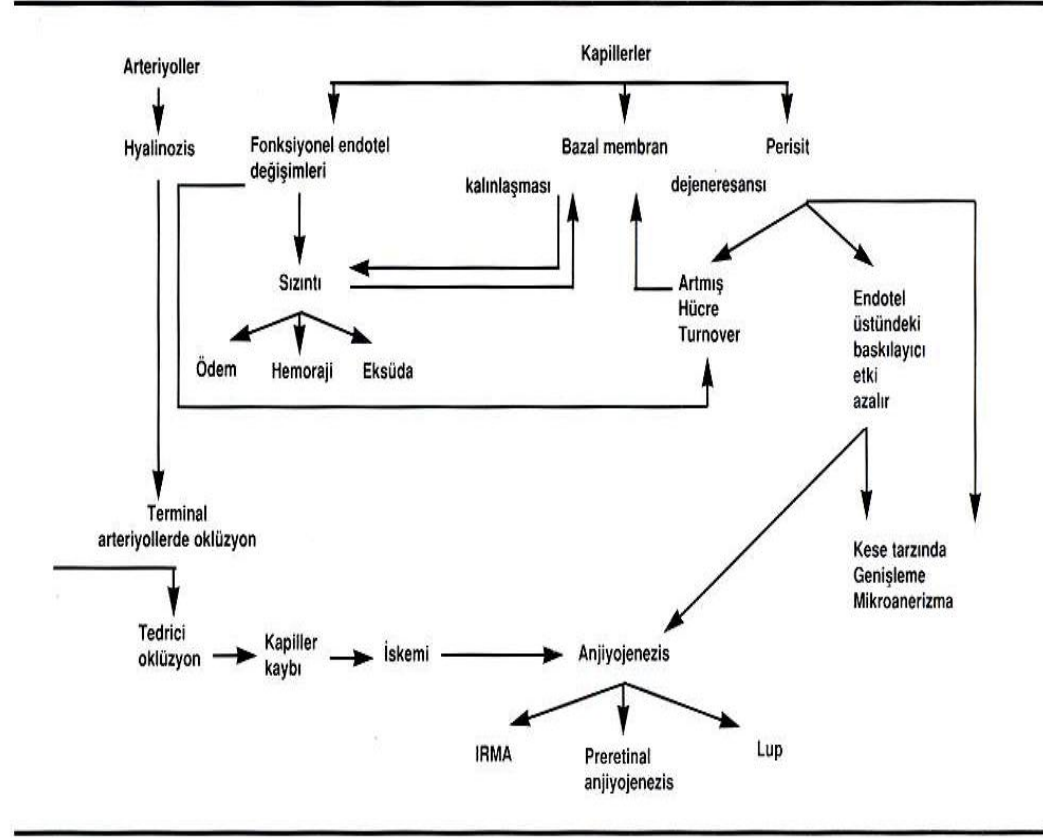 Kapillerler
Arteriyoller
Hyalinozis
Fonksiyonel endotel
değişimleri
Bazal membran
Perisit
kalınlaşması
dejeneresansı
Sızıntı
Artmış
Hücre
Turnover
Endotel
üstündeki
baskılayıcı
etki
azalır
Ödem
Hemoraji
Eksüda
Terminal
arteriyollerde oklüzyon
Kese tarzında
Genişleme
Mikroanerizma
Tedrici
oklüzyon
Kapiller
kaybı
İskemi
Anjiyojenezis
IRMA
Preretinal
anjiyojenezis
Lup